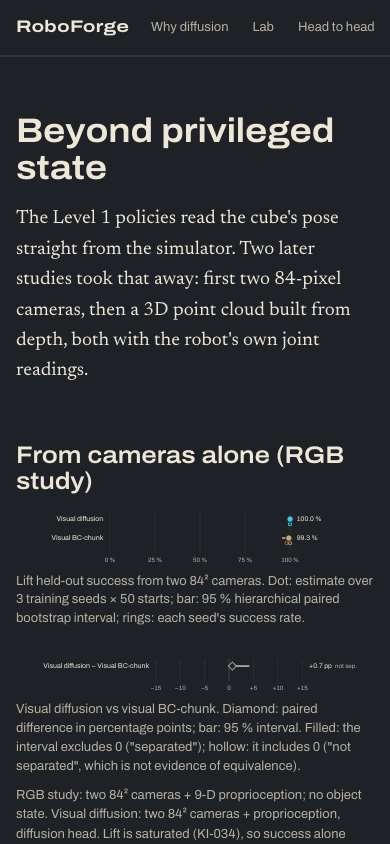 RoboForge
Why diffusion
Lab
Head to head
Beyond privileged
state
The Level 1 policies read the cube's pose
straight from the simulator. Two later
studies took that away: first two 84-pixel
cameras, then a 3D point cloud built from
depth, both with the robot's own joint
readings.
From cameras alone (RGB
study)
Visual diffusion 100.0 %
Visual BC-chunk 99.3 %
0 % 25 % 50 % 75 % 100 %
Lift held-out success from two 84² cameras. Dot: estimate over
3 training seeds × 50 starts; bar: 95 % hierarchical paired
bootstrap interval; rings: each seed's success rate.
Visual diffusion − Visual BC-chunk +0.7 pp not sep.
−15 −10 −5 0 +5 +10 +15
Visual diffusion vs visual BC-chunk. Diamond: paired
difference in percentage points; bar: 95 % interval. Filled: the
interval excludes 0 ("separated"); hollow: it includes 0 ("not
separated", which is not evidence of equivalence).
RGB study: two 84² cameras + 9-D proprioception; no object
state. Visual diffusion: two 84² cameras + proprioception,
diffusion head. Lift is saturated (KI-034), so success alone